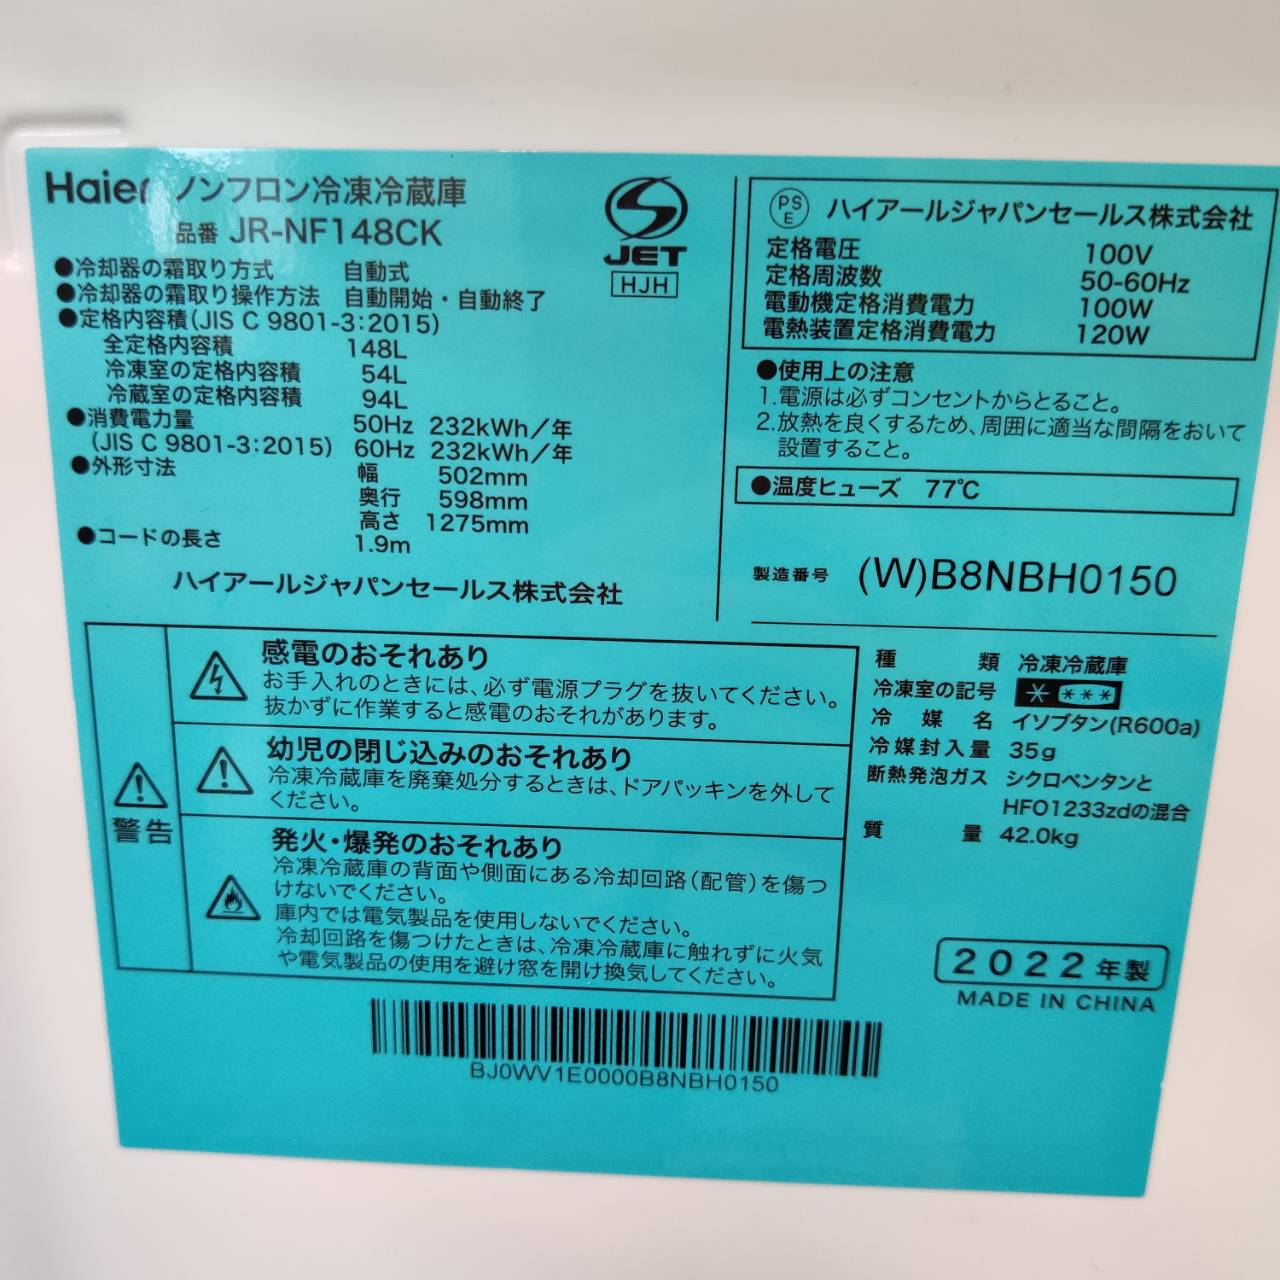 Haier ノンフロン冷凍冷蔵庫
品番 JR-NF148CK
●冷却器の霜取り方式 自動式
●冷却器の霜取り操作方法 自動開始・自動終了
●定格内容積(JIS C 9801-3:2015)
全定格内容積 148L
冷凍室の定格内容積 54L
冷蔵室の定格内容積 94L
●消費電力量 50Hz 232kWh/年
(JIS C 9801-3:2015) 60Hz 232kWh/年
●外形寸法 幅 502mm
奥行 598mm
高さ 1275mm
●コードの長さ 1.9m
ハイアールジャパンセールス株式会社
JET
HJH
PS
E
ハイアールジャパンセールス株式会社
定格電圧 100V
定格周波数 50-60Hz
電動機定格消費電力 100W
電熱装置定格消費電力 120W
●使用上の注意
1.電源は必ずコンセントからとること。
2.放熱を良くするため、周囲に適当な間隔をおいて
設置すること。
●温度ヒューズ 77℃
製造番号 (W)B8NBH0150
警告
感電のおそれあり
お手入れのときには、必ず電源プラグを抜いてください。
抜かずに作業すると感電のおそれがあります。
幼児の閉じ込みのおそれあり
冷凍冷蔵庫を廃棄処分するときは、ドアパッキンを外して
ください。
発火・爆発のおそれあり
冷凍冷蔵庫の背面や側面にある冷却回路(配管)を傷つ
けないでください。
庫内では電気製品を使用しないでください。
冷却回路を傷つけたときは、冷凍冷蔵庫に触れずに火気
や電気製品の使用を避け窓を開け換気してください。
種類 冷凍冷蔵庫
冷凍室の記号 * ***
冷媒名 イソブタン(R600a)
冷媒封入量 35g
断熱発泡ガス シクロペンタンと
HFO1233zdの混合
質量 42.0kg
2022年製
MADE IN CHINA
BJ0WV1E0000B8NBH0150